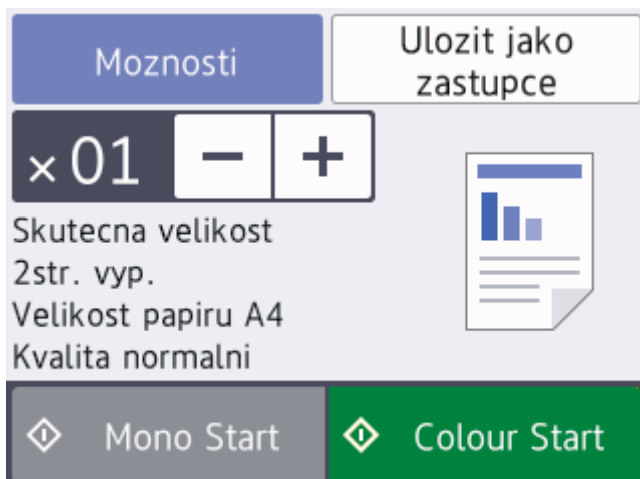 Moznosti
Ulozit jako
zastupce
× 01 − +
Skutecna velikost
2str. vyp.
Velikost papiru A4
Kvalita normalni
Mono Start
Colour Start